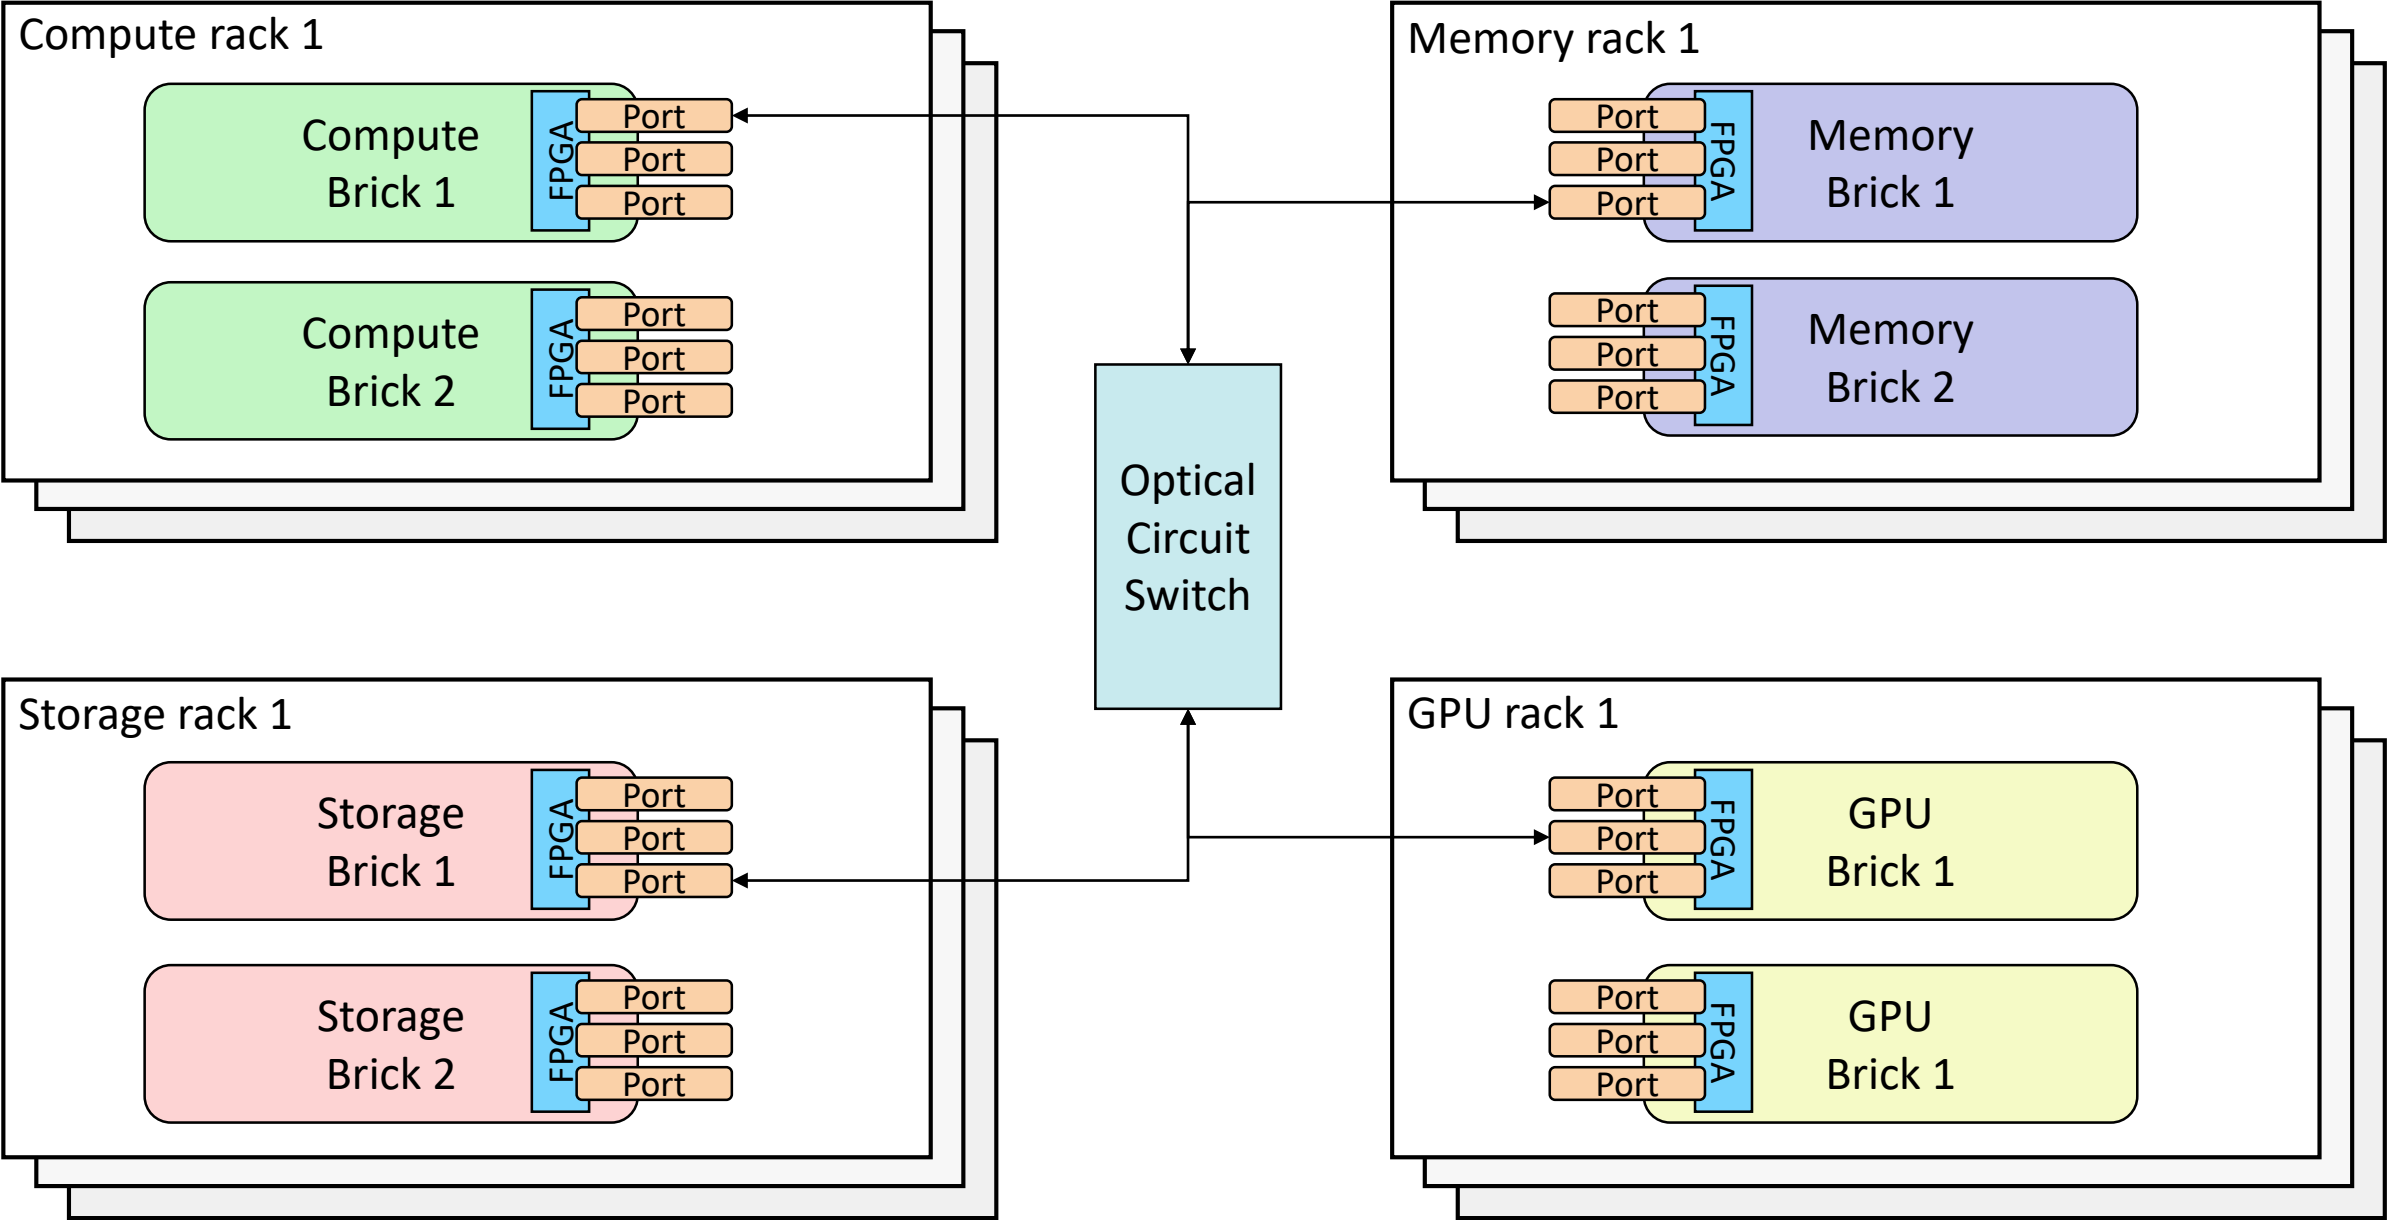 Compute rack 1
Compute
Brick 1
FPGA
Port
Port
Port
Compute
Brick 2
FPGA
Port
Port
Port
Memory rack 1
Port
Port
Port
FPGA
Memory
Brick 1
Port
Port
Port
FPGA
Memory
Brick 2
Optical
Circuit
Switch
Storage rack 1
Storage
Brick 1
FPGA
Port
Port
Port
Storage
Brick 2
FPGA
Port
Port
Port
GPU rack 1
Port
Port
Port
FPGA
GPU
Brick 1
Port
Port
Port
FPGA
GPU
Brick 1